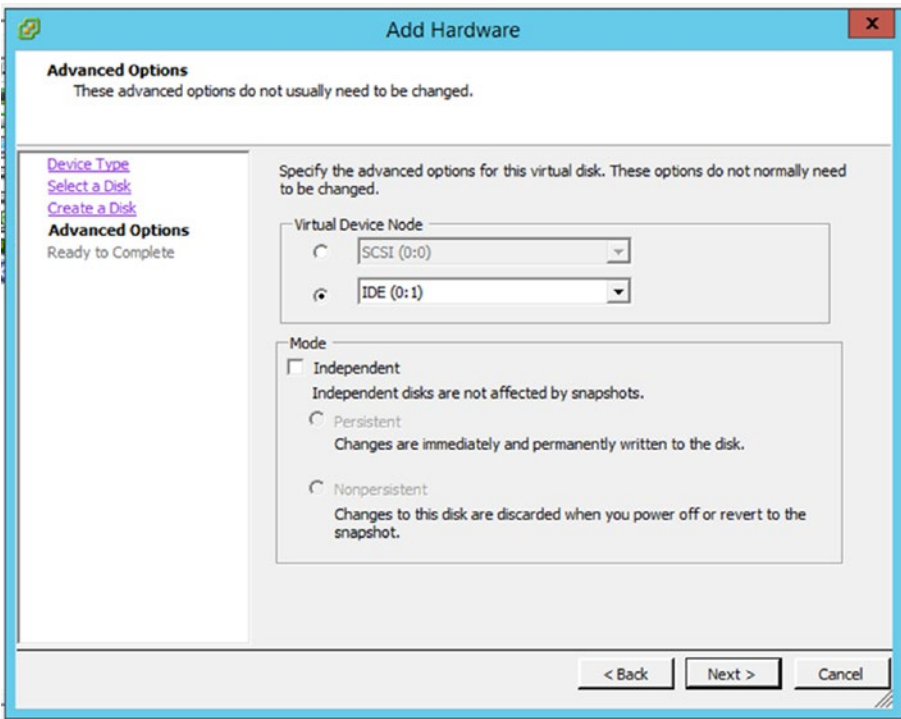 Add Hardware
x
Advanced Options
These advanced options do not usually need to be changed.
Device Type
Select a Disk
Create a Disk
Advanced Options
Ready to Complete
Specify the advanced options for this virtual disk. These options do not normally need
to be changed.
Virtual Device Node
SCSI (0:0)
IDE (0:1)
Mode
Independent
Independent disks are not affected by snapshots.
Persistent
Changes are immediately and permanently written to the disk.
Nonpersistent
Changes to this disk are discarded when you power off or revert to the
snapshot.
< Back
Next >
Cancel